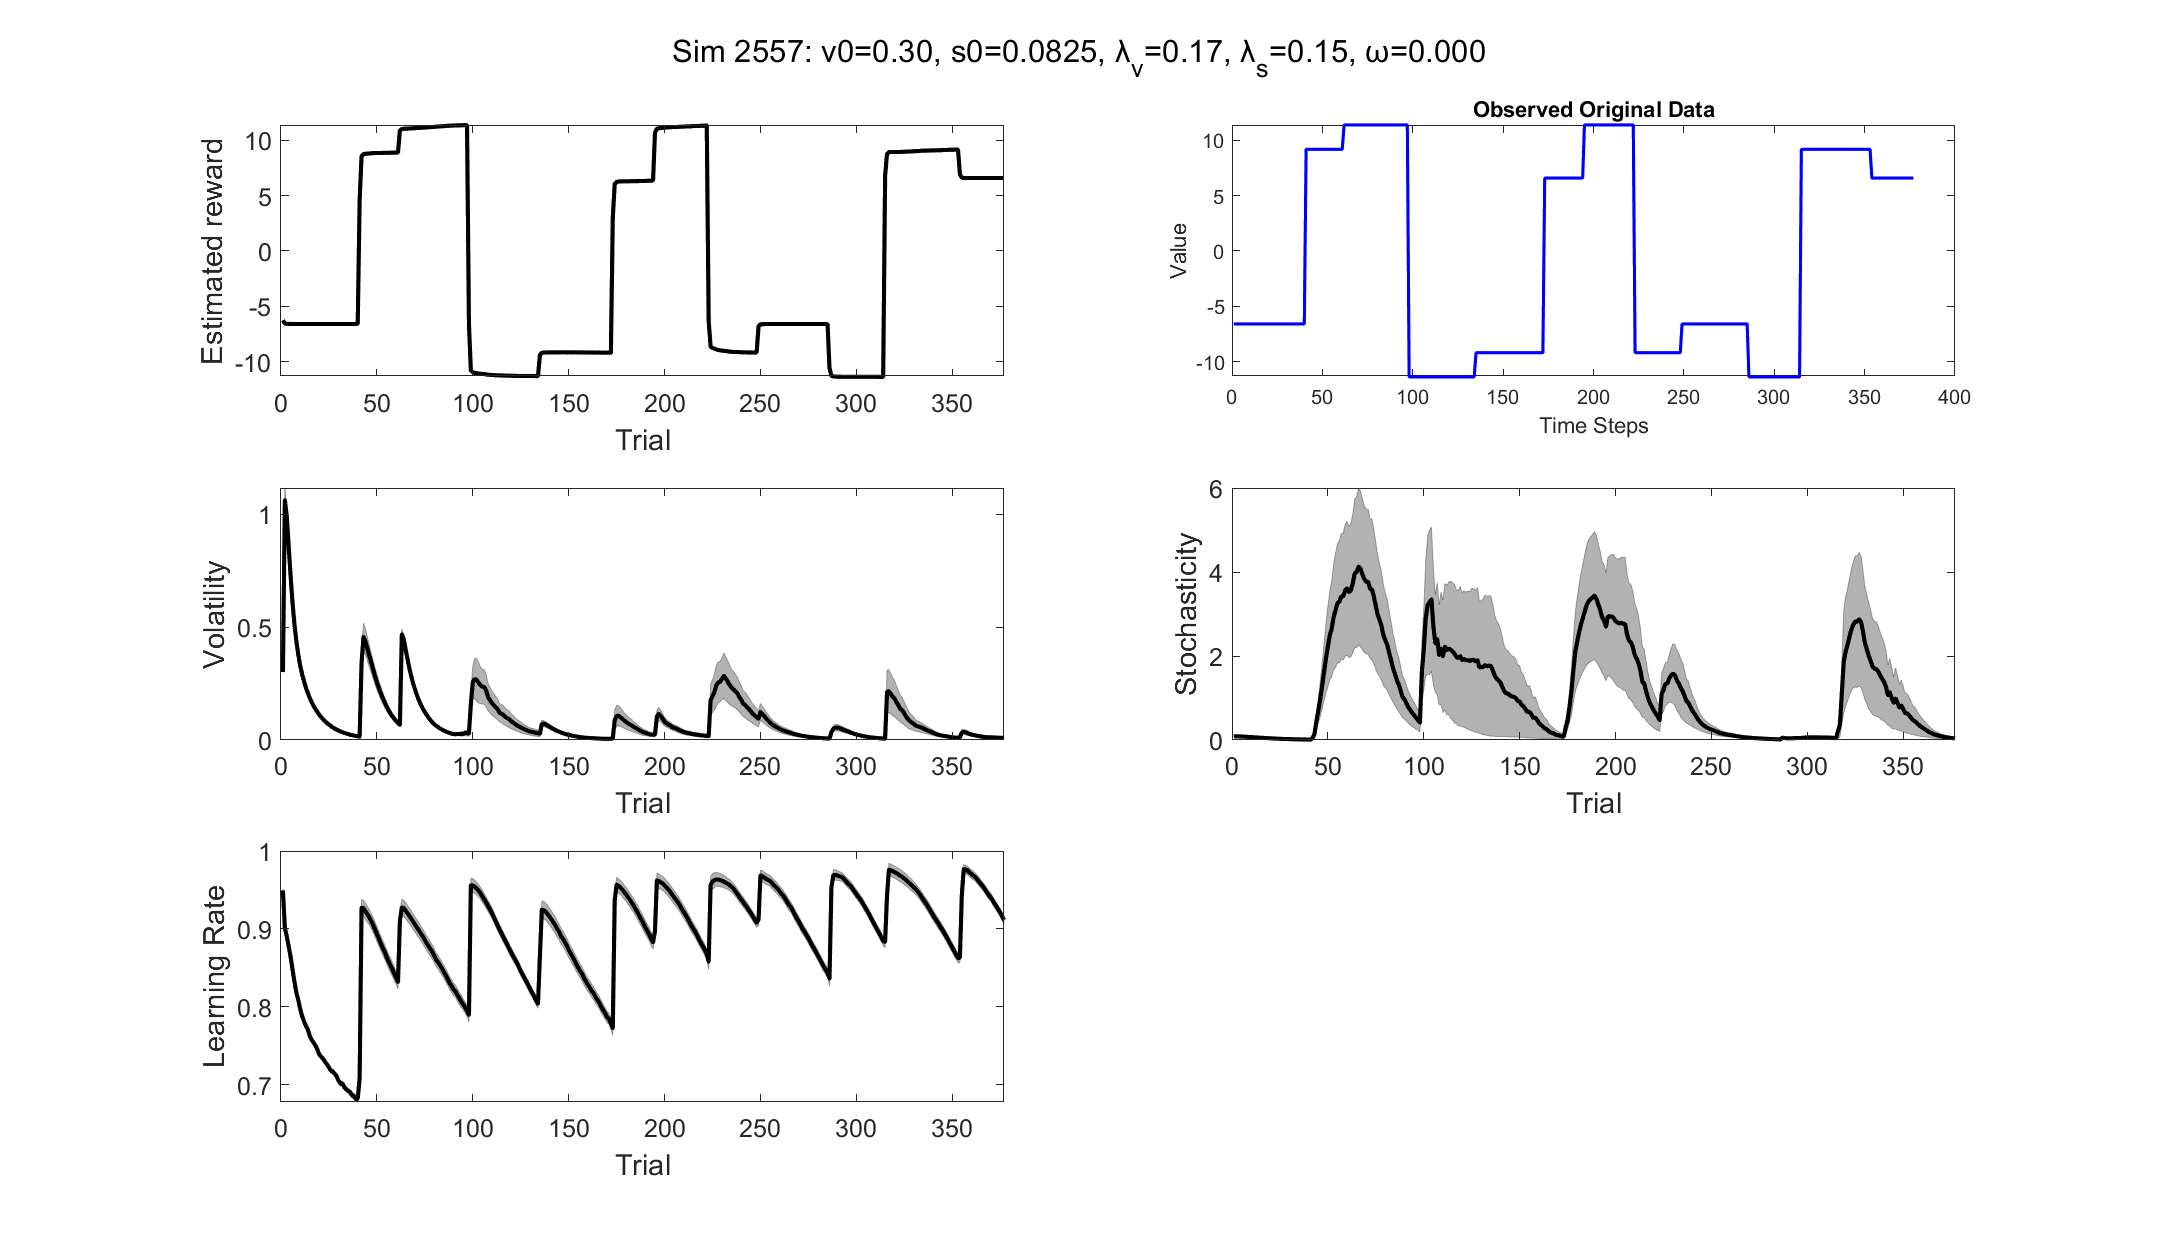 Sim 2557: v0=0.30, s0=0.0825, λv=0.17, λs=0.15, ω=0.000
Estimated reward
10
5
0
-5
-10
0 50 100 150 200 250 300 350
Trial
Observed Original Data
Value
10
5
0
-5
-10
0 50 100 150 200 250 300 350 400
Time Steps
Volatility
1
0.5
0
0 50 100 150 200 250 300 350
Trial
Stochasticity
6
4
2
0
0 50 100 150 200 250 300 350
Trial
Learning Rate
1
0.9
0.8
0.7
0 50 100 150 200 250 300 350
Trial